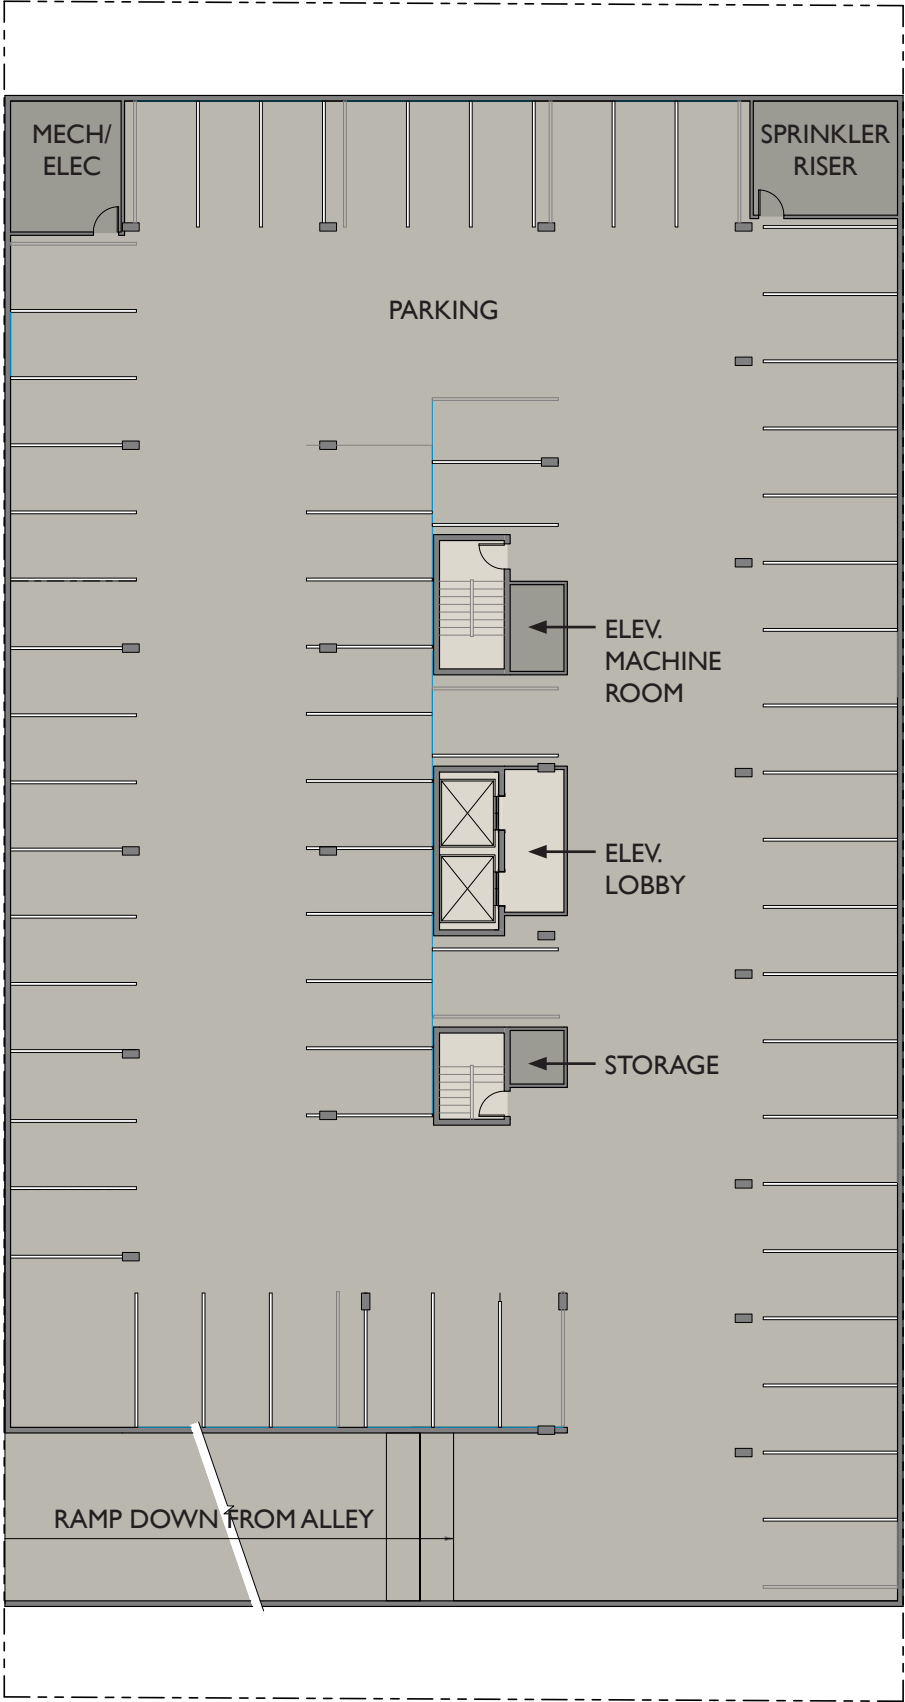 MECH/
ELEC
SPRINKLER
RISER
PARKING
ELEV.
MACHINE
ROOM
ELEV.
LOBBY
STORAGE
RAMP DOWN FROM ALLEY